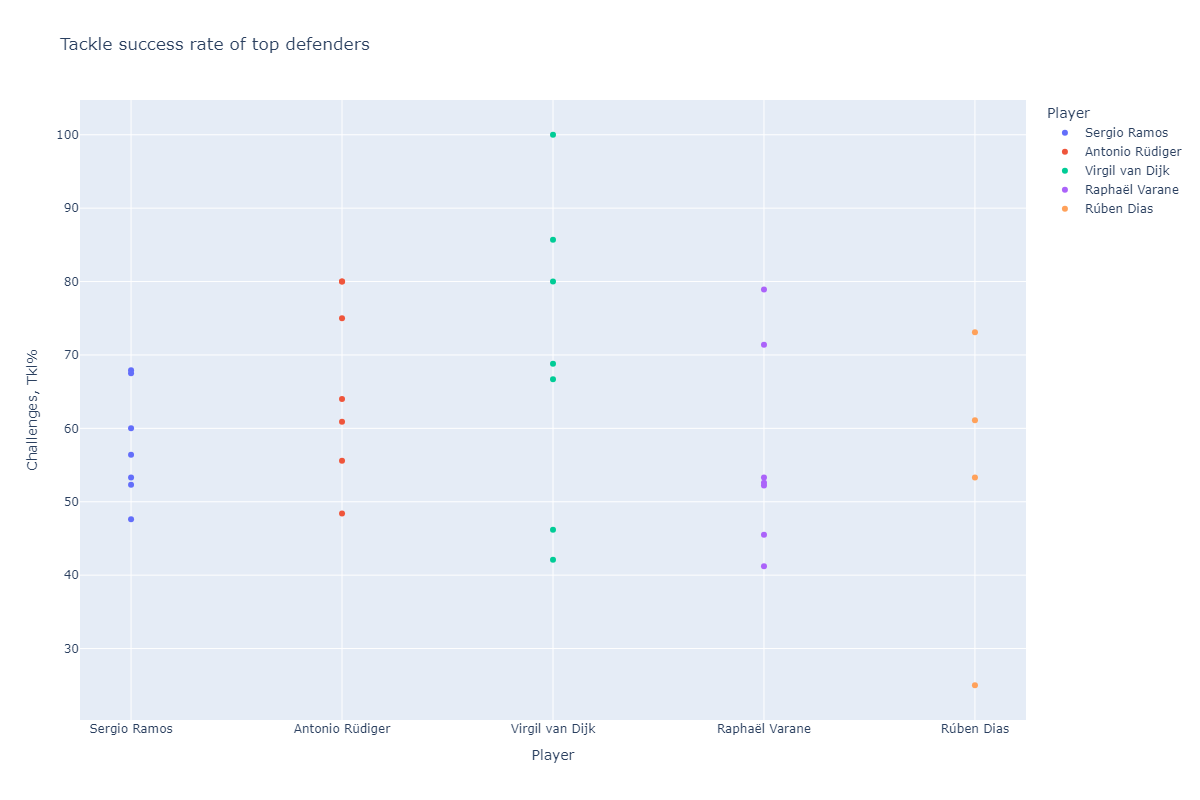 Tackle success rate of top defenders
Player
Sergio Ramos
Antonio Rüdiger
Virgil van Dijk
Raphaël Varane
Rúben Dias
100
90
80
70
60
50
40
30
Challenges, Tkl%
Sergio Ramos Antonio Rüdiger Virgil van Dijk Raphaël Varane Rúben Dias
Player